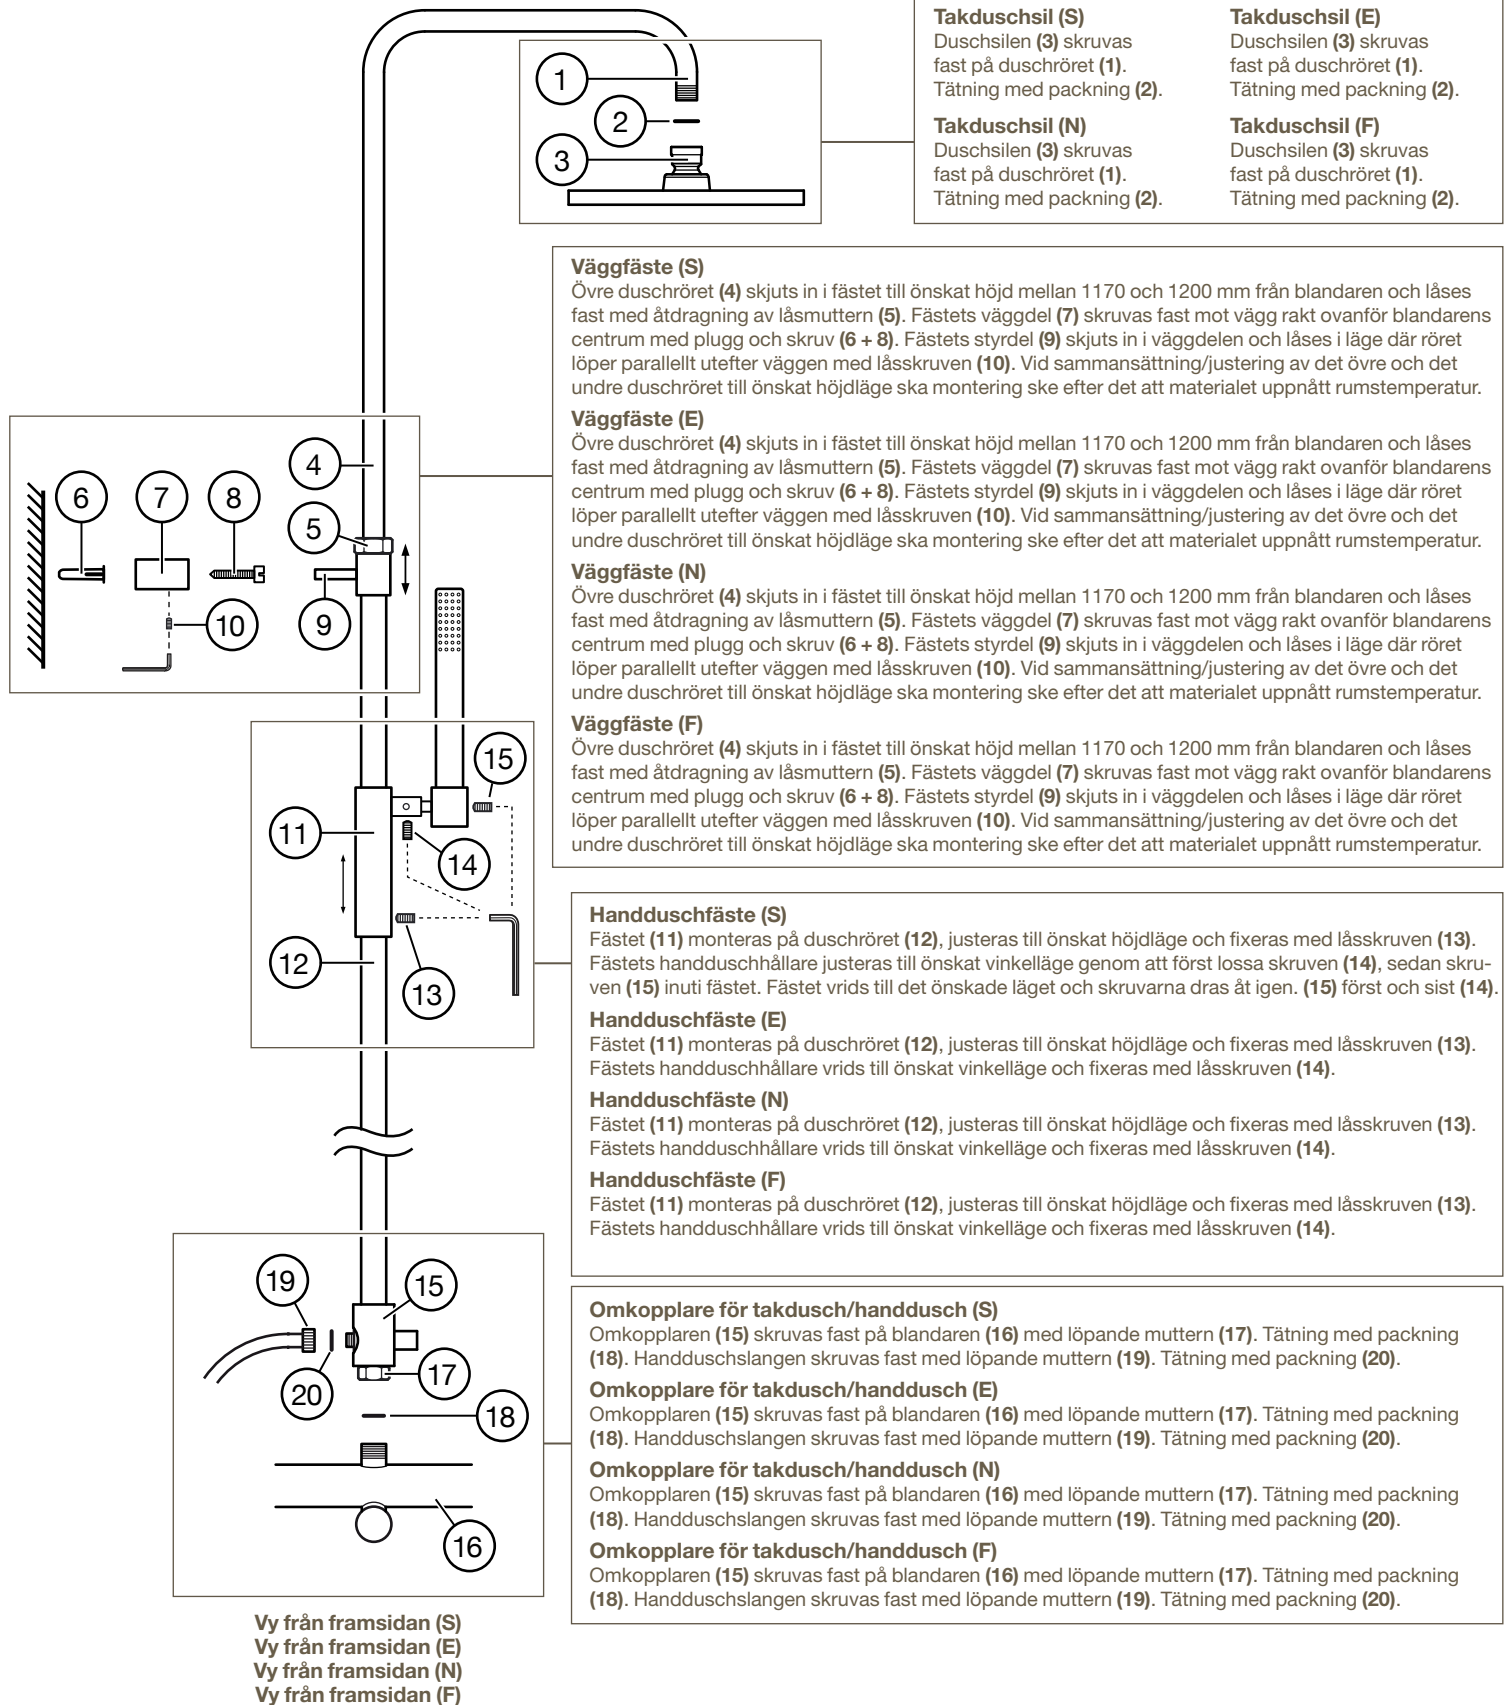 Takduschsil (S)
Duschsilen (3) skruvas
fast på duschröret (1).
Tätning med packning (2).
Takduschsil (E)
Duschsilen (3) skruvas
fast på duschröret (1).
Tätning med packning (2).
Takduschsil (N)
Duschsilen (3) skruvas
fast på duschröret (1).
Tätning med packning (2).
Takduschsil (F)
Duschsilen (3) skruvas
fast på duschröret (1).
Tätning med packning (2).
1
2
3
Väggfäste (S)
Övre duschröret (4) skjuts in i fästet till önskat höjd mellan 1170 och 1200 mm från blandaren och låses
fast med åtdragning av låsmuttern (5). Fästets väggdel (7) skruvas fast mot vägg rakt ovanför blandarens
centrum med plugg och skruv (6 + 8). Fästets styrdel (9) skjuts in i väggdelen och låses i läge där röret
löper parallellt utefter väggen med låsskruven (10). Vid sammansättning/justering av det övre och det
undre duschröret till önskat höjdläge ska montering ske efter det att materialet uppnått rumstemperatur.
Väggfäste (E)
Övre duschröret (4) skjuts in i fästet till önskat höjd mellan 1170 och 1200 mm från blandaren och låses
fast med åtdragning av låsmuttern (5). Fästets väggdel (7) skruvas fast mot vägg rakt ovanför blandarens
centrum med plugg och skruv (6 + 8). Fästets styrdel (9) skjuts in i väggdelen och låses i läge där röret
löper parallellt utefter väggen med låsskruven (10). Vid sammansättning/justering av det övre och det
undre duschröret till önskat höjdläge ska montering ske efter det att materialet uppnått rumstemperatur.
Väggfäste (N)
Övre duschröret (4) skjuts in i fästet till önskat höjd mellan 1170 och 1200 mm från blandaren och låses
fast med åtdragning av låsmuttern (5). Fästets väggdel (7) skruvas fast mot vägg rakt ovanför blandarens
centrum med plugg och skruv (6 + 8). Fästets styrdel (9) skjuts in i väggdelen och låses i läge där röret
löper parallellt utefter väggen med låsskruven (10). Vid sammansättning/justering av det övre och det
undre duschröret till önskat höjdläge ska montering ske efter det att materialet uppnått rumstemperatur.
Väggfäste (F)
Övre duschröret (4) skjuts in i fästet till önskat höjd mellan 1170 och 1200 mm från blandaren och låses
fast med åtdragning av låsmuttern (5). Fästets väggdel (7) skruvas fast mot vägg rakt ovanför blandarens
centrum med plugg och skruv (6 + 8). Fästets styrdel (9) skjuts in i väggdelen och låses i läge där röret
löper parallellt utefter väggen med låsskruven (10). Vid sammansättning/justering av det övre och det
undre duschröret till önskat höjdläge ska montering ske efter det att materialet uppnått rumstemperatur.
4
6
7
8
5
10
9
15
11
14
12
13
Handduschfäste (S)
Fästet (11) monteras på duschröret (12), justeras till önskat höjdläge och fixeras med låsskruven (13).
Fästets handduschhållare justeras till önskat vinkelläge genom att först lossa skruven (14), sedan skru-
ven (15) inuti fästet. Fästet vrids till det önskade läget och skruvarna dras åt igen. (15) först och sist (14).
Handduschfäste (E)
Fästet (11) monteras på duschröret (12), justeras till önskat höjdläge och fixeras med låsskruven (13).
Fästets handduschhållare vrids till önskat vinkelläge och fixeras med låsskruven (14).
Handduschfäste (N)
Fästet (11) monteras på duschröret (12), justeras till önskat höjdläge och fixeras med låsskruven (13).
Fästets handduschhållare vrids till önskat vinkelläge och fixeras med låsskruven (14).
Handduschfäste (F)
Fästet (11) monteras på duschröret (12), justeras till önskat höjdläge och fixeras med låsskruven (13).
Fästets handduschhållare vrids till önskat vinkelläge och fixeras med låsskruven (14).
19
15
20
17
18
16
Omkopplare för takdusch/handdusch (S)
Omkopplaren (15) skruvas fast på blandaren (16) med löpande muttern (17). Tätning med packning
(18). Handduschslangen skruvas fast med löpande muttern (19). Tätning med packning (20).
Omkopplare för takdusch/handdusch (E)
Omkopplaren (15) skruvas fast på blandaren (16) med löpande muttern (17). Tätning med packning
(18). Handduschslangen skruvas fast med löpande muttern (19). Tätning med packning (20).
Omkopplare för takdusch/handdusch (N)
Omkopplaren (15) skruvas fast på blandaren (16) med löpande muttern (17). Tätning med packning
(18). Handduschslangen skruvas fast med löpande muttern (19). Tätning med packning (20).
Omkopplare för takdusch/handdusch (F)
Omkopplaren (15) skruvas fast på blandaren (16) med löpande muttern (17). Tätning med packning
(18). Handduschslangen skruvas fast med löpande muttern (19). Tätning med packning (20).
Vy från framsidan (S)
Vy från framsidan (E)
Vy från framsidan (N)
Vy från framsidan (F)